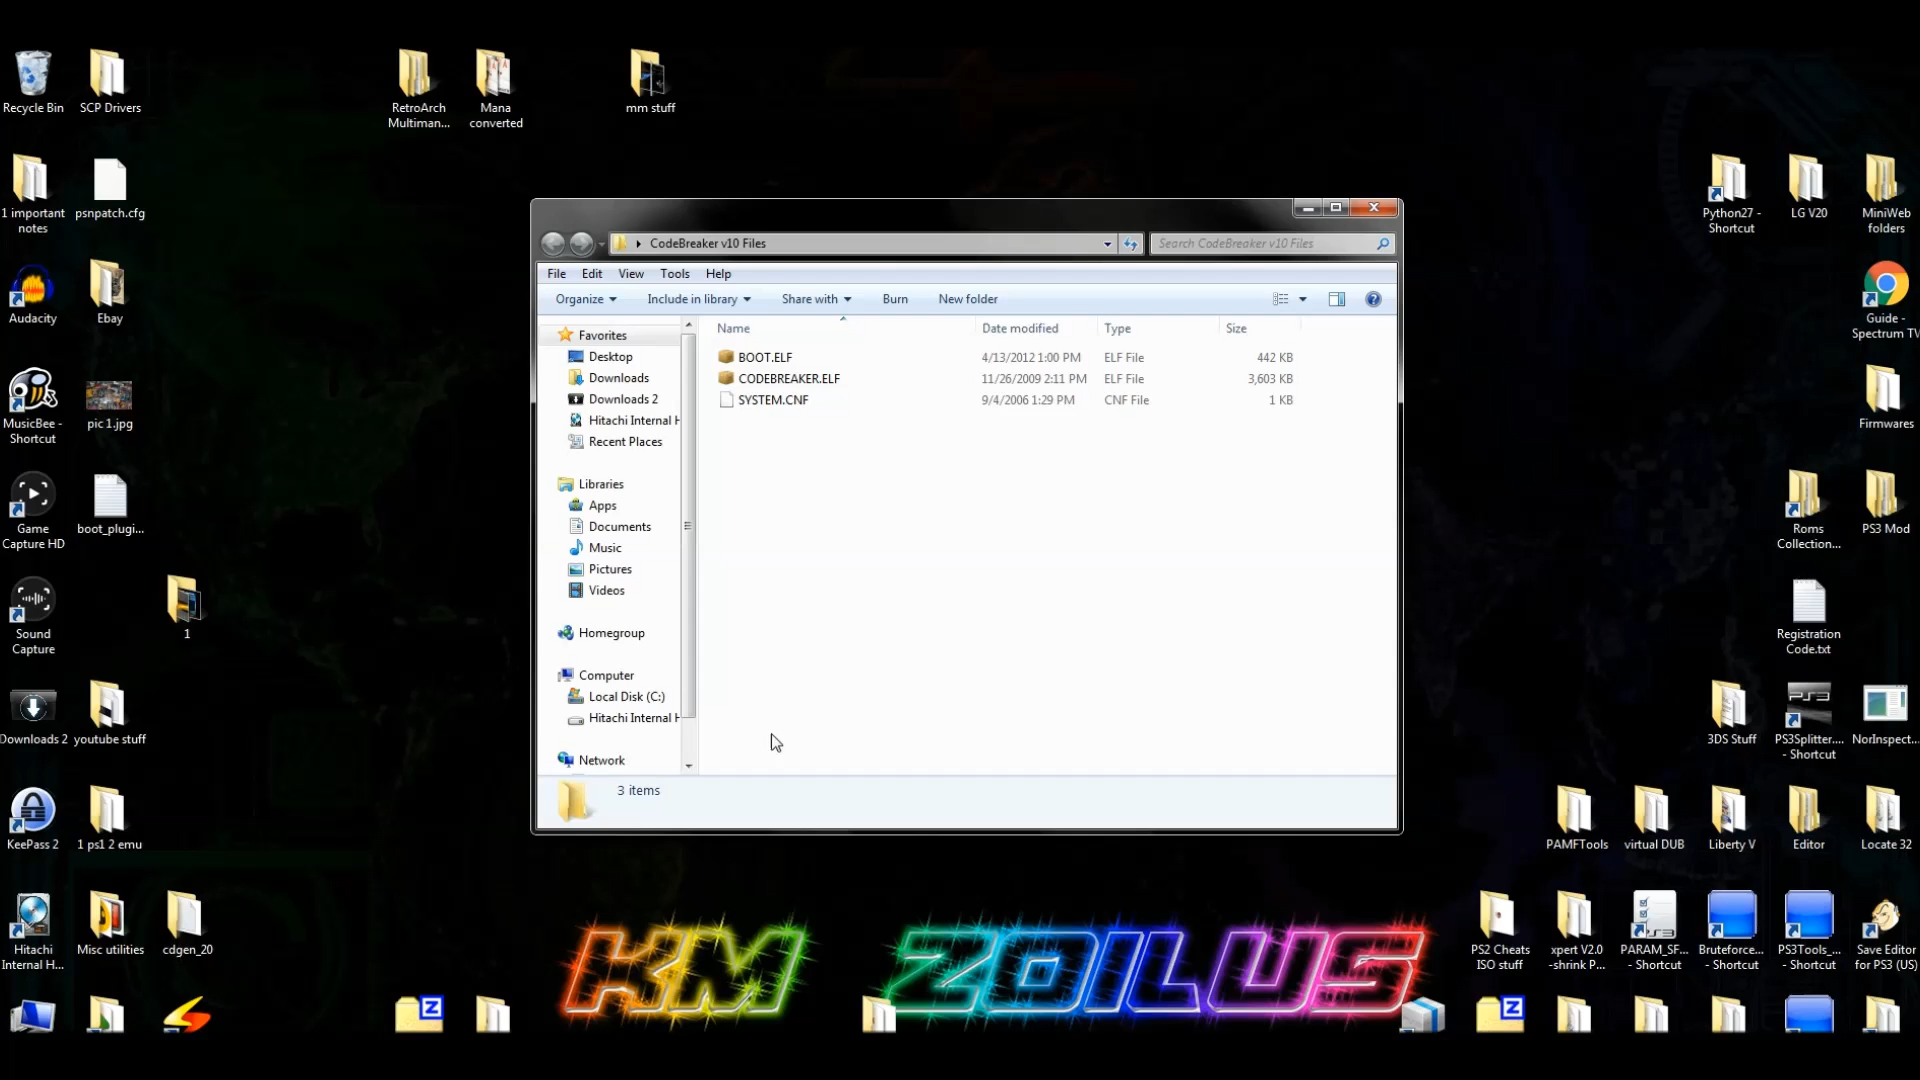 Recycle Bin
SCP Drivers
RetroArch
Multiman...
Mana
converted
mm stuff
1 important
notes
psnpatch.cfg
Python27 -
Shortcut
LG V20
MiniWeb
folders
CodeBreaker v10 Files
Search CodeBreaker v10 Files
File
Edit
View
Tools
Help
Organize
Include in library
Share with
Burn
New folder
Name
Date modified
Type
Size
BOOT.ELF
4/13/2012 1:00 PM
ELF File
442 KB
CODEBREAKER.ELF
11/26/2009 2:11 PM
ELF File
3,603 KB
SYSTEM.CNF
9/4/2006 1:29 PM
CNF File
1 KB
Favorites
Desktop
Downloads
Downloads 2
Hitachi Internal H
Recent Places
Libraries
Apps
Documents
Music
Pictures
Videos
Homegroup
Computer
Local Disk (C:)
Hitachi Internal H
Network
3 items
Audacity
Ebay
Guide -
Spectrum TV
MusicBee -
Shortcut
pic 1.jpg
Firmwares
Game
Capture HD
boot_plugi...
Roms
Collection...
PS3 Mod
Sound
Capture
1
Registration
Code.txt
Downloads 2
youtube stuff
3DS Stuff
PS3
PS3Splitter....
- Shortcut
NorInspect...
KeePass 2
1 ps1 2 emu
PAMFTools
virtual DUB
Liberty V
Editor
Locate 32
Hitachi
Internal H...
Misc utilities
cdgen_20
KM ZOILUS
PS2 Cheats
ISO stuff
xpert V2.0
-shrink P...
PARAM_SF...
- Shortcut
Bruteforce...
- Shortcut
PS3Tools_...
- Shortcut
Save Editor
for PS3 (US)
Z
Z